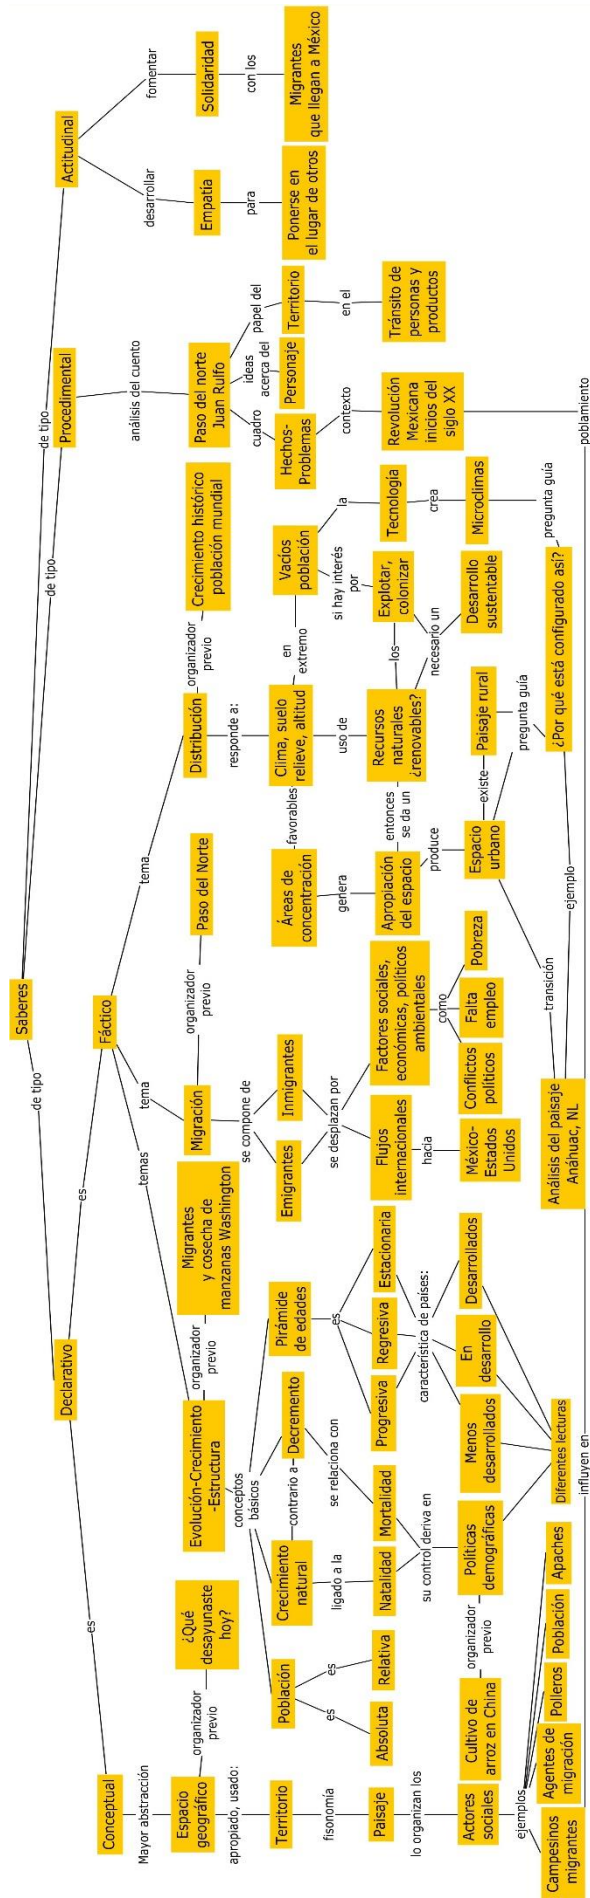 Saberes
de tipo
de tipo
de tipo
Declarativo
Procedimental
Actitudinal
es
es
análisis del cuento
desarrollar
fomentar
Conceptual
Fáctico
Mayor abstracción
temas
tema
tema
Espacio
geográfico
organizador
previo
¿Qué
desayunaste
hoy?
Evolución-Crecimiento
-Estructura
organizador
previo
Migrantes
y cosecha de
manzanas Washington
Migración
organizador
previo
Paso del Norte
Distribución
organizador
previo
Crecimiento histórico
población mundial
Paso del norte
Juan Rulfo
Empatía
Solidaridad
apropiado, usado:
conceptos
básicos
se compone de
responde a:
cuadro
ideas
acerca del
papel del
para
con los
Territorio
Población
Crecimiento
natural
contrario a
Decremento
Pirámide
de edades
Emigrantes
Inmigrantes
Áreas de
concentración
favorables
Clima, suelo
relieve, altitud
en
extremo
Vacíos
población
Hechos-
Problemas
Personaje
Territorio
Ponerse en
el lugar de otros
Migrantes
que llegan a México
fisonomía
es
es
ligado a la
se relaciona con
es
se desplazan por
genera
uso de
si hay interés
por
la
contexto
en el
Paisaje
Absoluta
Relativa
Natalidad
Mortalidad
Progresiva
Regresiva
Estacionaria
Flujos
internacionales
Factores sociales,
económicas, políticos
ambientales
Apropiación
del espacio
entonces
se da un
Recursos
naturales
¿renovables?
los
Explotar,
colonizar
Tecnología
Revolución
Mexicana
inicios del
siglo XX
Tránsito de
personas y
productos
lo organizan los
su control deriva en
característica de países:
hacia
como
produce
necesario un
crea
Actores
sociales
Cultivo de
arroz en China
organizador
previo
Políticas
demográficas
Menos
desarrollados
En
desarrollo
Desarrollados
México-
Estados
Unidos
Conflictos
políticos
Falta
empleo
Pobreza
Espacio
urbano
existe
Paisaje rural
Desarrollo
sustentable
Microclimas
ejemplos
transición
pregunta guía
pregunta guía
Campesinos
migrantes
Agentes de
migración
Polleros
Población
Apaches
Diferentes lecturas
Análisis del paisaje
Anáhuac, NL
ejemplo
¿Por qué está configurado así?
influyen en
poblamiento